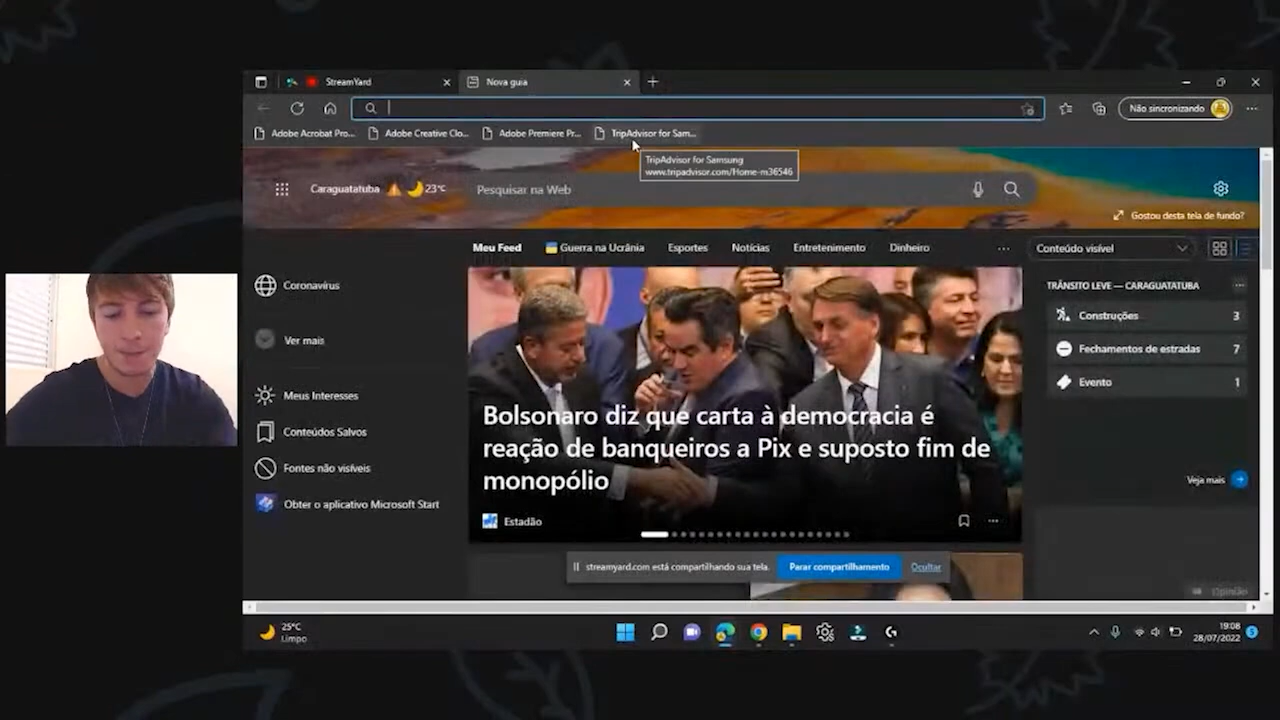 StreamYard
Nova guia
Não sincronizando
Adobe Acrobat Pro...
Adobe Creative Clo...
Adobe Premiere Pr...
TripAdvisor for Sam...
TripAdvisor for Samsung
www.tripadvisor.com/Home-m36546
Caraguatatuba
23°C
Pesquisar na Web
Gostou desta tela de fundo?
Meu Feed
Guerra na Ucrânia
Esportes
Notícias
Entretenimento
Dinheiro
...
Conteúdo visível
Coronavírus
Ver mais
Meus Interesses
Conteúdos Salvos
Fontes não visíveis
Obter o aplicativo Microsoft Start
Bolsonaro diz que carta à democracia é
reação de banqueiros a Pix e suposto fim de
monopólio
Estadão
TRÂNSITO LEVE — CARAGUATATUBA
Construções 3
Fechamentos de estradas 7
Evento 1
Veja mais
Opinião
streamyard.com está compartilhando sua tela.
Parar compartilhamento
Ocultar
25°C
Limpo
19:08
28/07/2022
3